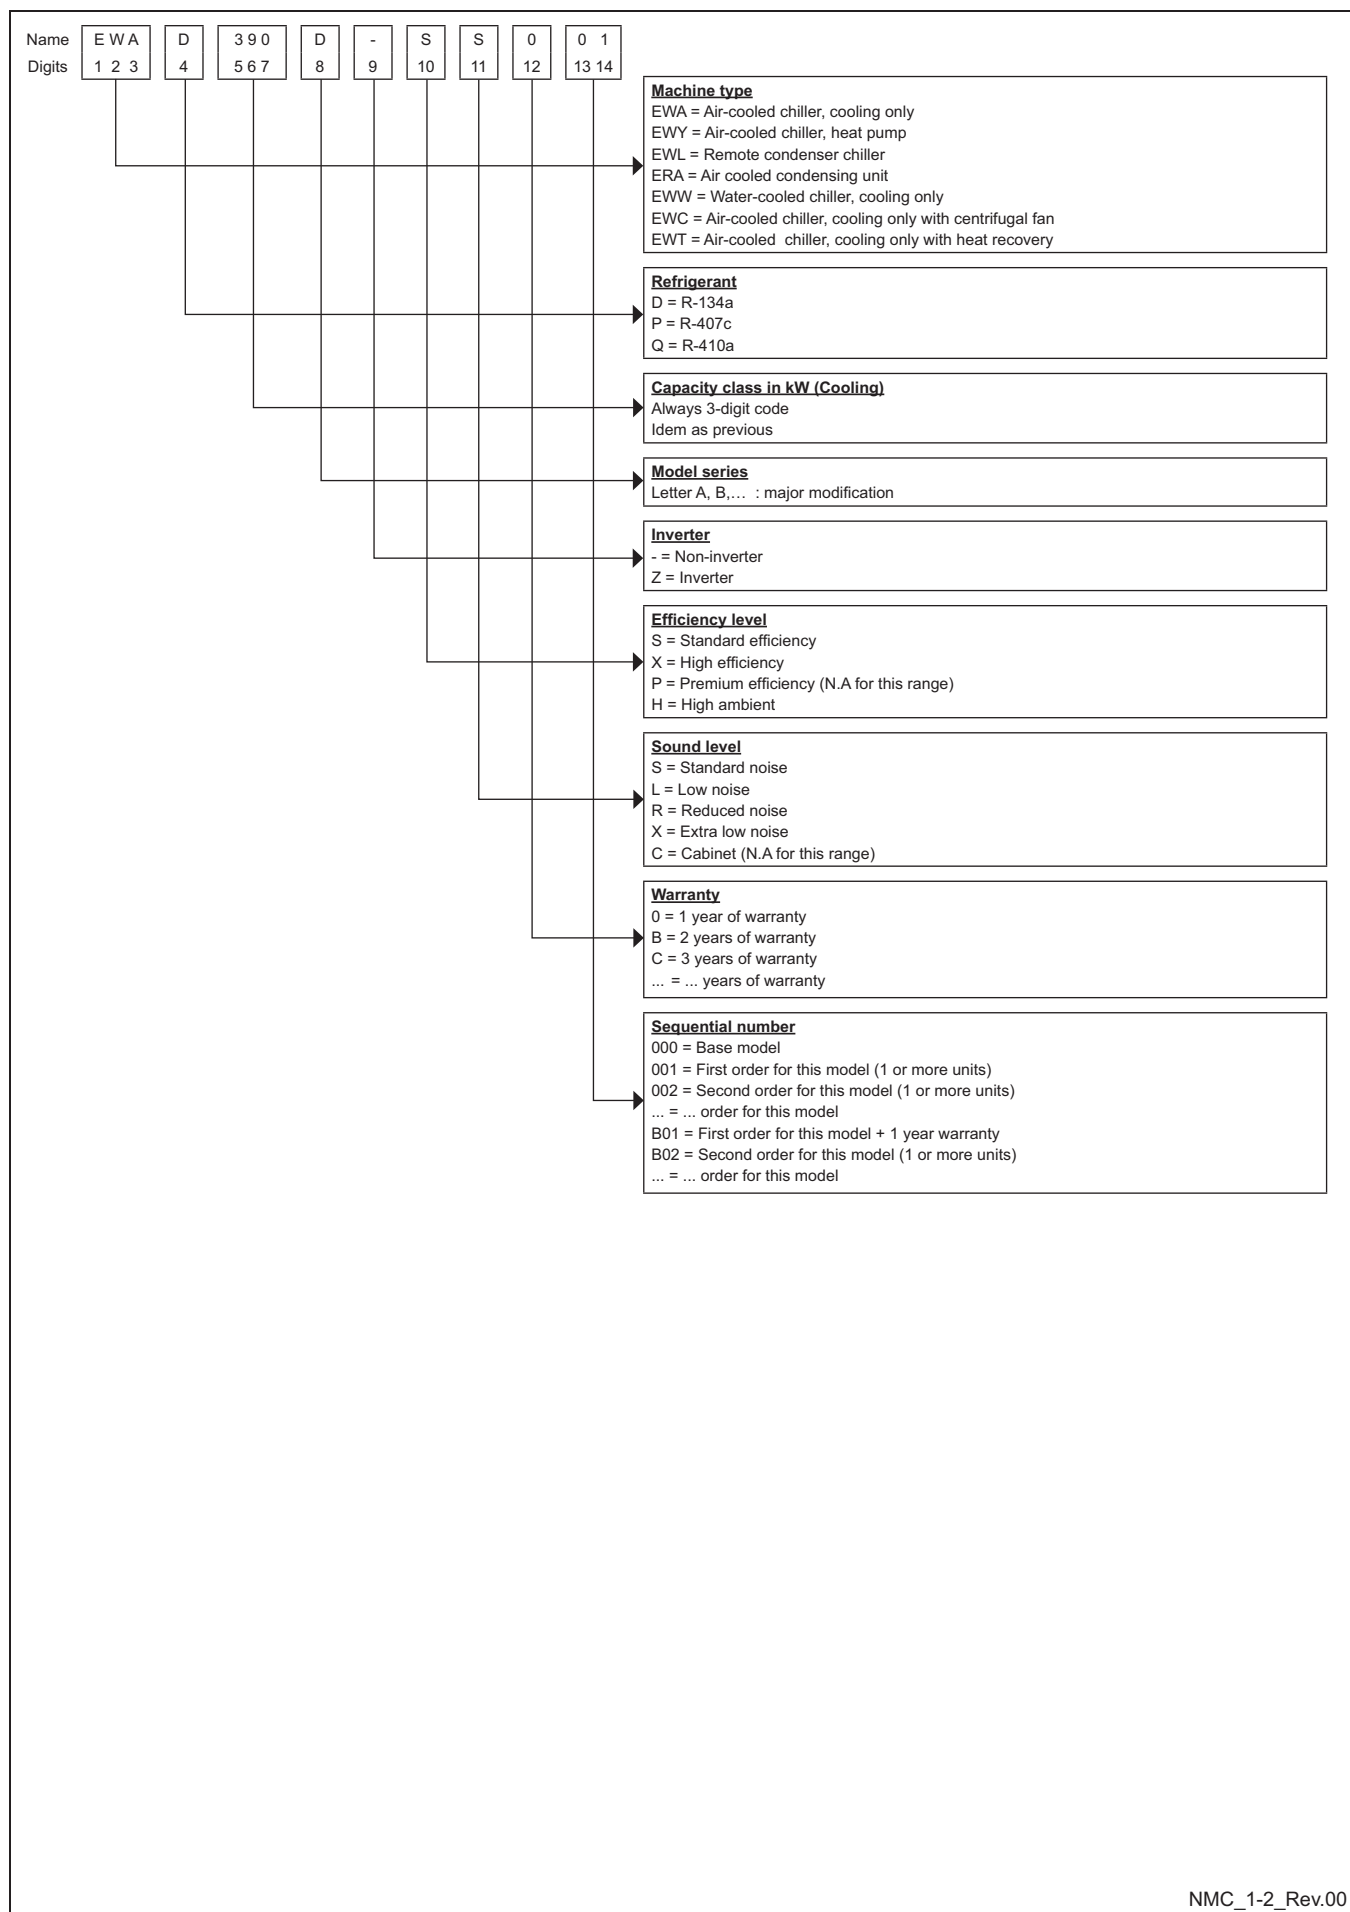 Name E W A D 3 9 0 D - S S 0 0 1
Digits 1 2 3 4 5 6 7 8 9 10 11 12 13 14
Machine type
EWA = Air-cooled chiller, cooling only
EWY = Air-cooled chiller, heat pump
EWL = Remote condenser chiller
ERA = Air cooled condensing unit
EWW = Water-cooled chiller, cooling only
EWC = Air-cooled chiller, cooling only with centrifugal fan
EWT = Air-cooled chiller, cooling only with heat recovery
Refrigerant
D = R-134a
P = R-407c
Q = R-410a
Capacity class in kW (Cooling)
Always 3-digit code
Idem as previous
Model series
Letter A, B,... : major modification
Inverter
- = Non-inverter
Z = Inverter
Efficiency level
S = Standard efficiency
X = High efficiency
P = Premium efficiency (N.A for this range)
H = High ambient
Sound level
S = Standard noise
L = Low noise
R = Reduced noise
X = Extra low noise
C = Cabinet (N.A for this range)
Warranty
0 = 1 year of warranty
B = 2 years of warranty
C = 3 years of warranty
... = ... years of warranty
Sequential number
000 = Base model
001 = First order for this model (1 or more units)
002 = Second order for this model (1 or more units)
... = ... order for this model
B01 = First order for this model + 1 year warranty
B02 = Second order for this model (1 or more units)
... = ... order for this model
NMC_1-2_Rev.00